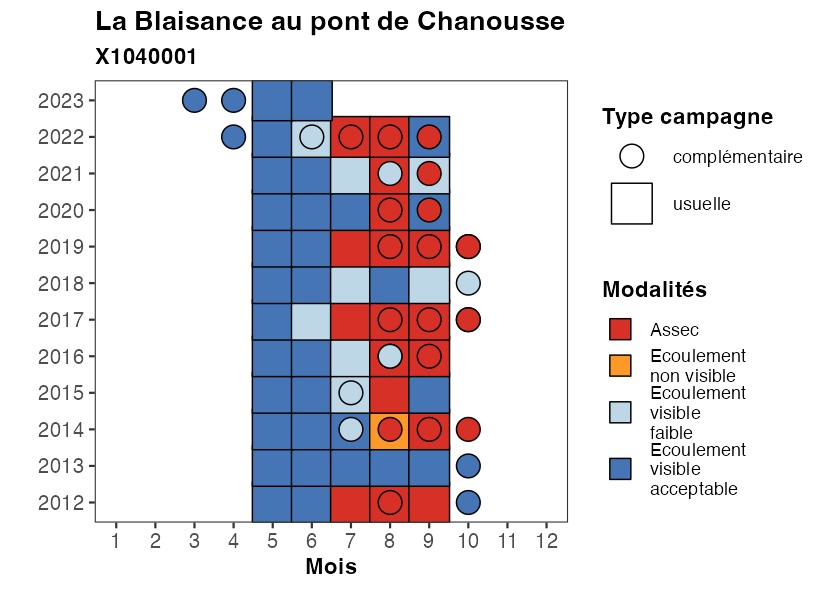 La Blaisance au pont de Chanousse
X1040001
2023
2022
2021
2020
2019
2018
2017
2016
2015
2014
2013
2012
1 2 3 4 5 6 7 8 9 10 11 12
Mois
Type campagne
complémentaire
usuelle
Modalités
Assec
Ecoulement
non visible
Ecoulement
visible
faible
Ecoulement
visible
acceptable